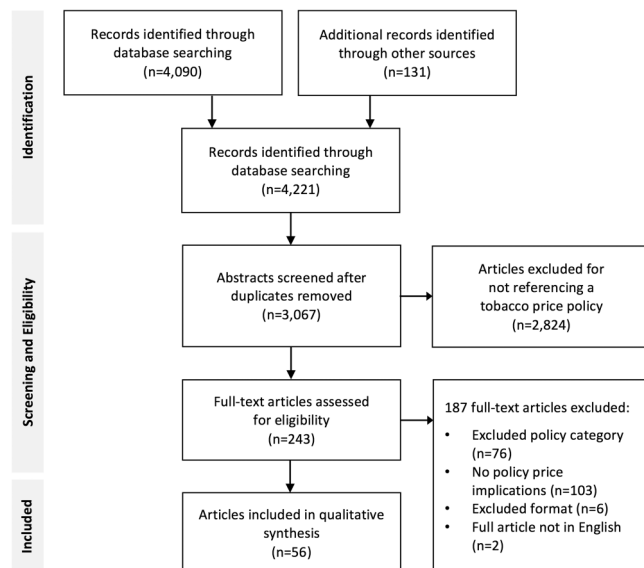 Identification
Records identified through
database searching
(n=4,090)
Additional records identified
through other sources
(n=131)
Records identified through
database searching
(n=4,221)
Screening and Eligibility
Abstracts screened after
duplicates removed
(n=3,067)
Articles excluded for
not referencing a
tobacco price policy
(n=2,824)
Full-text articles assessed
for eligibility
(n=243)
187 full-text articles excluded:
• Excluded policy category
(n=76)
• No policy price
implications (n=103)
• Excluded format (n=6)
• Full article not in English
(n=2)
Included
Articles included in qualitative
synthesis
(n=56)